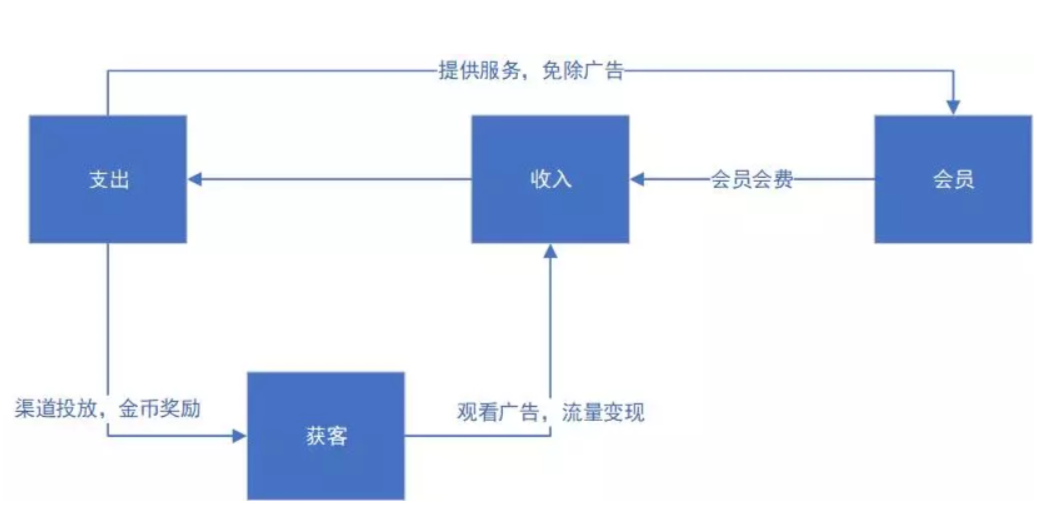 提供服务，免除广告
支出
收入
会员会费
会员
渠道投放，金币奖励
获客
观看广告，流量变现